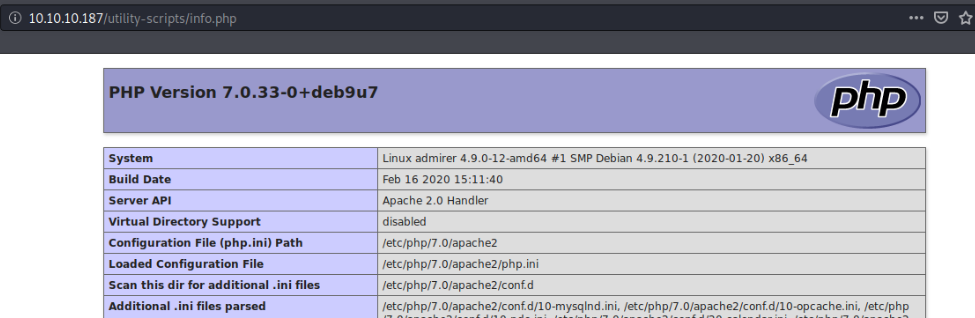 10.10.10.187/utility-scripts/info.php
PHP Version 7.0.33-0+deb9u7
php
System Linux admirer 4.9.0-12-amd64 #1 SMP Debian 4.9.210-1 (2020-01-20) x86_64
Build Date Feb 16 2020 15:11:40
Server API Apache 2.0 Handler
Virtual Directory Support disabled
Configuration File (php.ini) Path /etc/php/7.0/apache2
Loaded Configuration File /etc/php/7.0/apache2/php.ini
Scan this dir for additional .ini files /etc/php/7.0/apache2/conf.d
Additional .ini files parsed /etc/php/7.0/apache2/conf.d/10-mysqlnd.ini, /etc/php/7.0/apache2/conf.d/10-opcache.ini, /etc/php